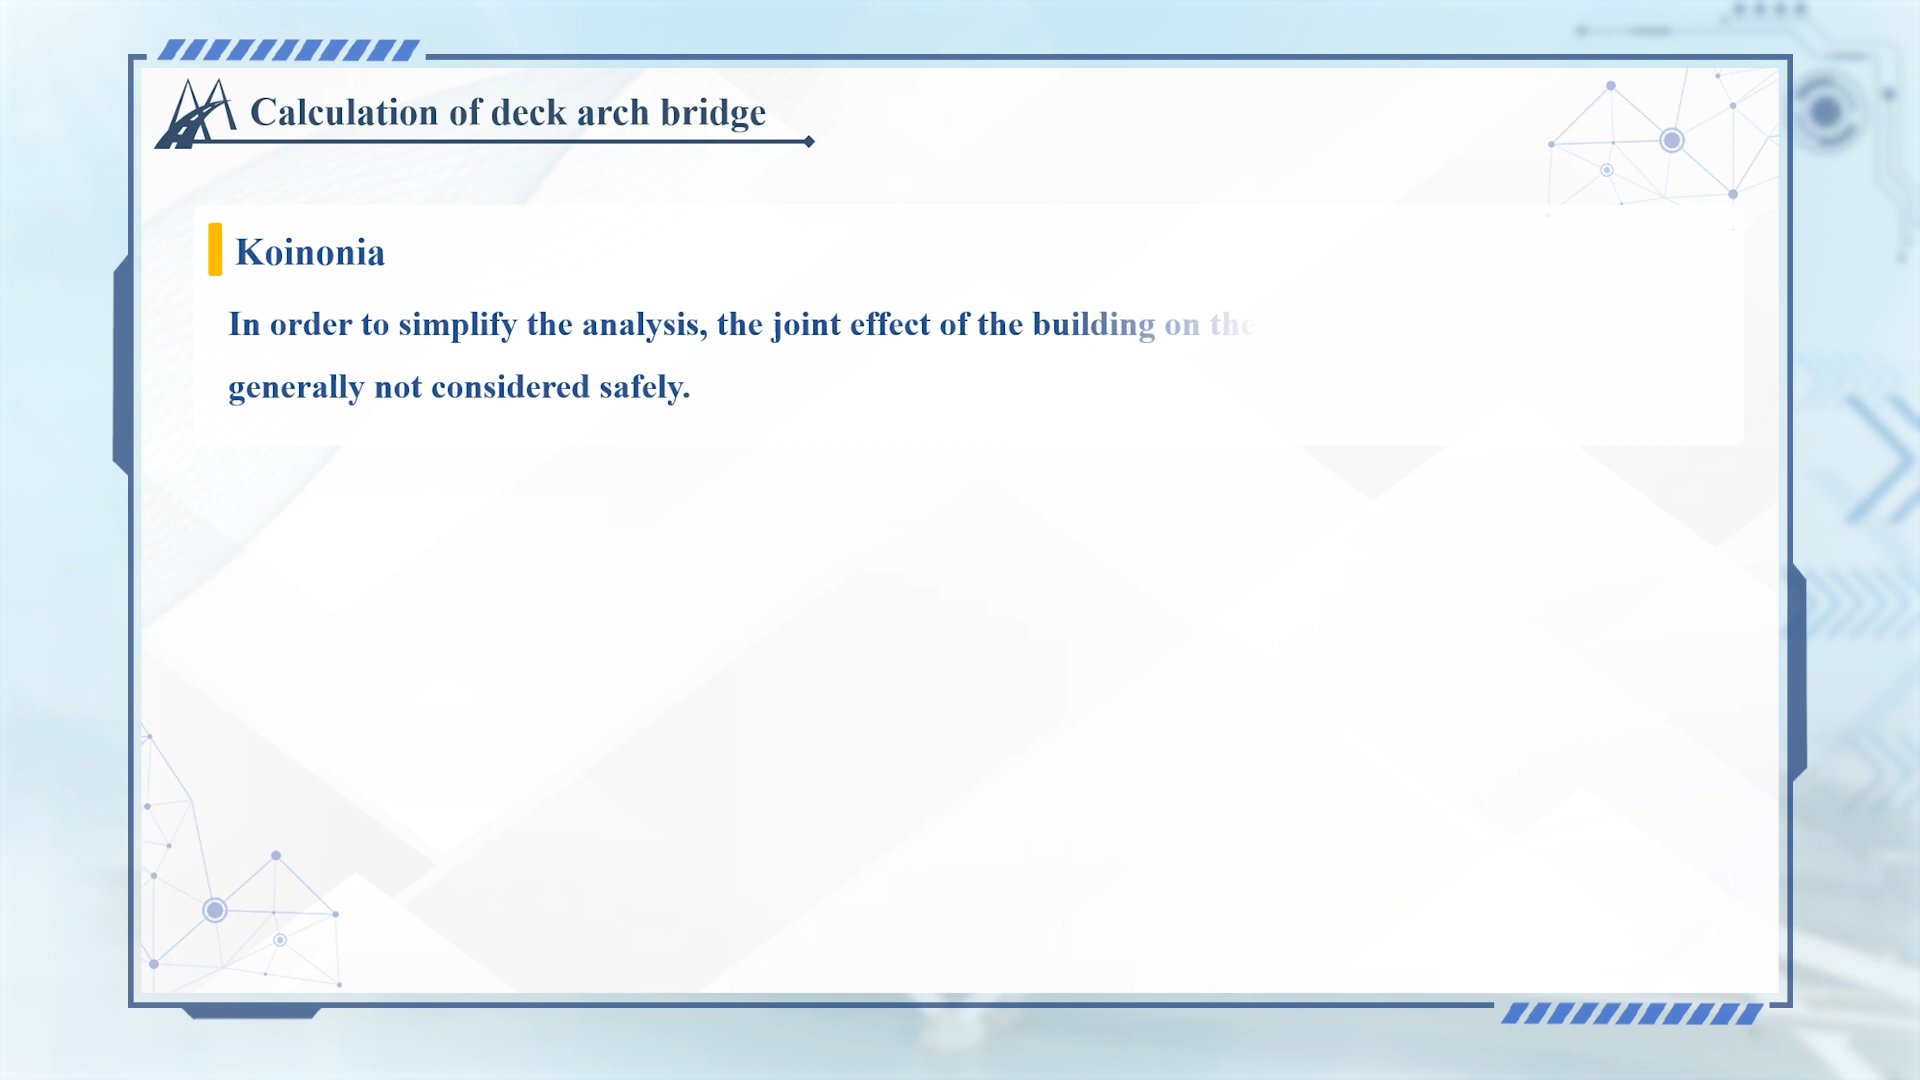 Calculation of deck arch bridge
Koinonia
In order to simplify the analysis, the joint effect of the building on the
generally not considered safely.